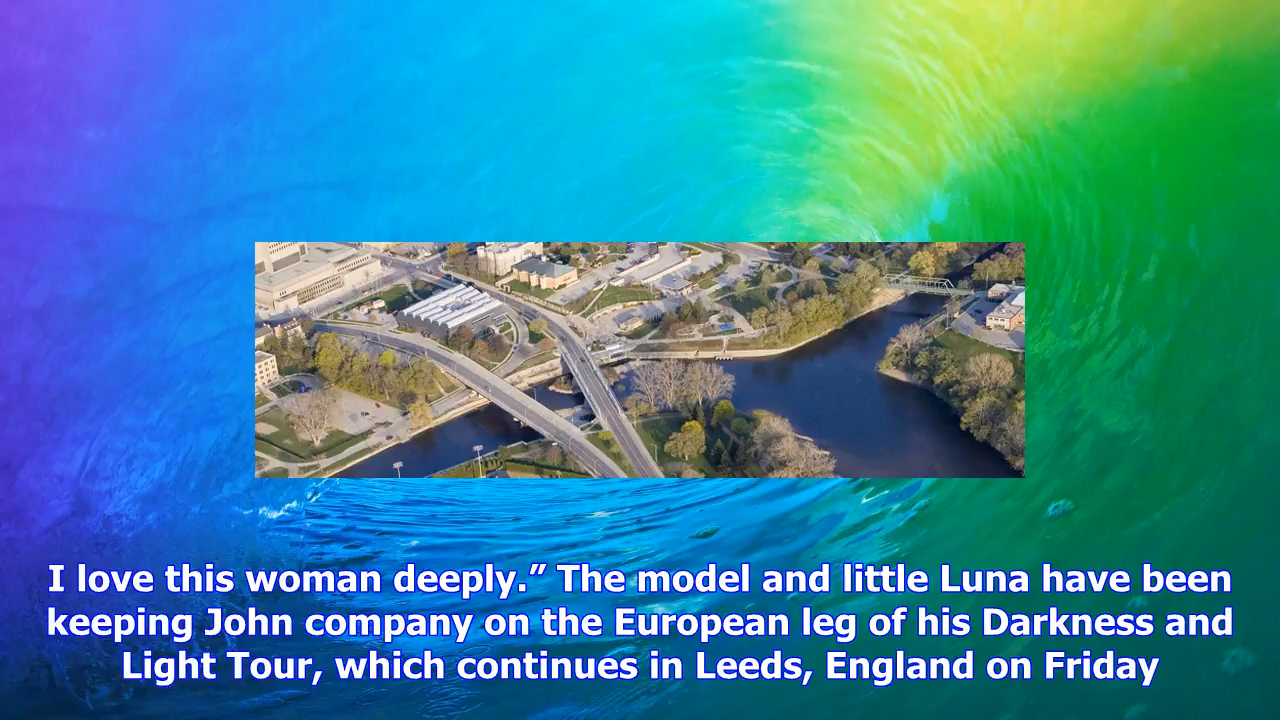 I love this woman deeply.” The model and little Luna have been
keeping John company on the European leg of his Darkness and
Light Tour, which continues in Leeds, England on Friday